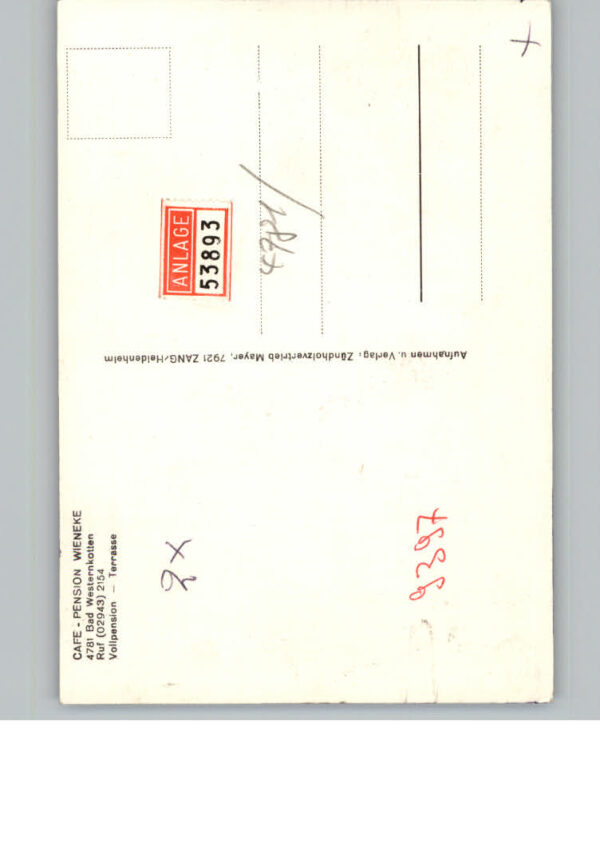 CAFE - PENSION WIENEKE
4781 Bad Westernkotten
Ruf (02943) 2154
Vollpension — Terrasse
Aufnahmen u. Verlag: Zündholzvertrieb Mayer, 7921 ZANG/Heidenheim
ANLAGE
53893
2x
9397
x